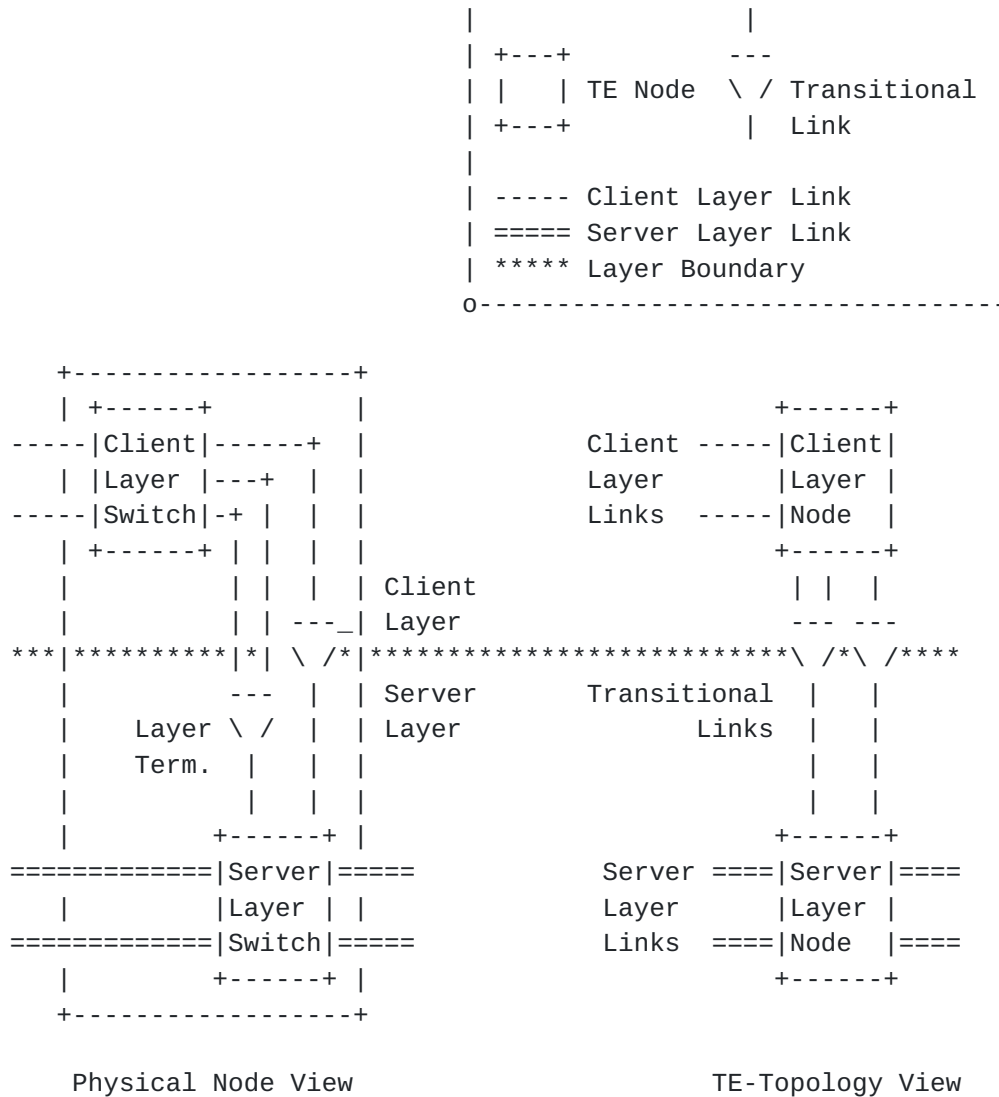 |                 |
                             | +---+          ---
                             | |   | TE Node  \ / Transitional
                             | +---+           |  Link
                             |
                             | ----- Client Layer Link
                             | ===== Server Layer Link
                             | ***** Layer Boundary
                             o----------------------------------

   +------------------+
   | +------+         |                          +------+
-----|Client|------+  |             Client  -----|Client|
   | |Layer |---+  |  |             Layer        |Layer |
-----|Switch|-+ |  |  |             Links   -----|Node  |
   | +------+ | |  |  |                          +------+
   |          | |  |  | Client                    | |  |
   |          | | ---_| Layer                     --- ---
***|**********|*| \ /*|***************************\ /*\ /****
   |          ---  |  | Server       Transitional  |   |
   |    Layer \ /  |  | Layer               Links  |   |
   |    Term.  |   |  |                            |   |
   |           |   |  |                            |   |
   |         +------+ |                          +------+
=============|Server|=====            Server ====|Server|====
   |         |Layer | |               Layer      |Layer |
=============|Switch|=====            Links  ====|Node  |====
   |         +------+ |                          +------+
   +------------------+

    Physical Node View                       TE-Topology View